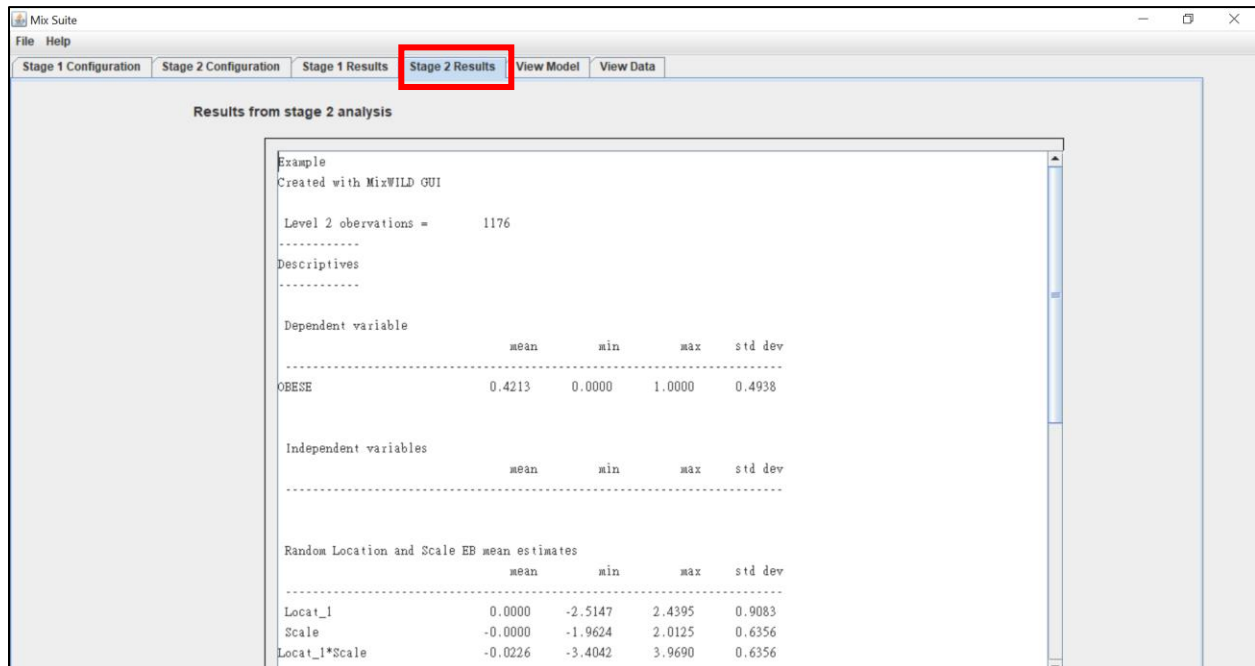 Mix Suite
File Help
Stage 1 Configuration Stage 2 Configuration Stage 1 Results Stage 2 Results View Model View Data
Results from stage 2 analysis
Example
Created with MixWILD GUI
Level 2 obervations = 1176
------------
Descriptives
------------
Dependent variable
mean min max std dev
------------------------------------------------------------------------
OBESE 0.4213 0.0000 1.0000 0.4938
Independent variables
mean min max std dev
------------------------------------------------------------------------
Random Location and Scale EB mean estimates
mean min max std dev
------------------------------------------------------------------------
Locat_1 0.0000 -2.5147 2.4395 0.9083
Scale -0.0000 -1.9624 2.0125 0.6356
Locat_1*Scale -0.0226 -3.4042 3.9690 0.6356